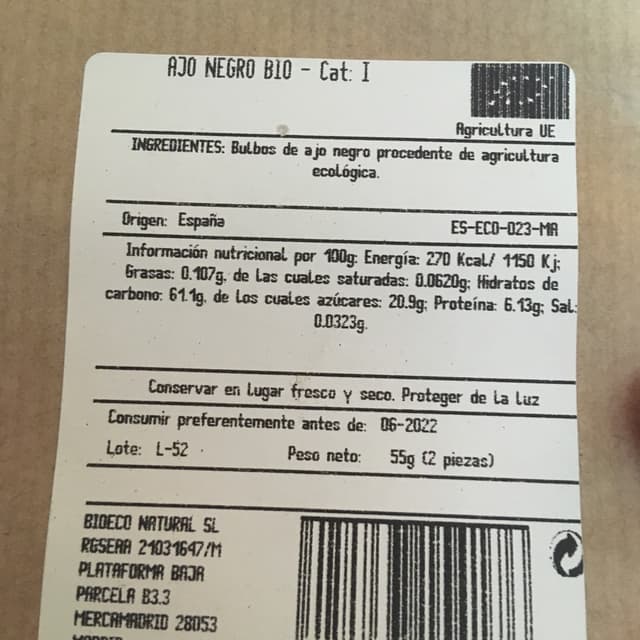 AJO NEGRO BIO - Cat: I
Agricultura UE
INGREDIENTES: Bulbos de ajo negro procedente de agricultura
ecológica.
Origen: España
ES-ECO-023-MA
Información nutricional por 100g: Energía: 270 Kcal/ 1150 Kj;
Grasas: 0.107g, de las cuales saturadas: 0.0620g; Hidratos de
carbono: 61.1g, de los cuales azúcares: 20.9g; Proteína: 6.13g; Sal:
0.0323g.
Conservar en lugar fresco y seco. Proteger de la luz
Consumir preferentemente antes de: 06-2022
Lote: L-52
Peso neto: 55g (2 piezas)
BIOECO NATURAL SL
RGSEAA 21031647/M
PLATAFORMA BAJA
PARCELA B3.3
MERCAMADRID 28053
MADRID